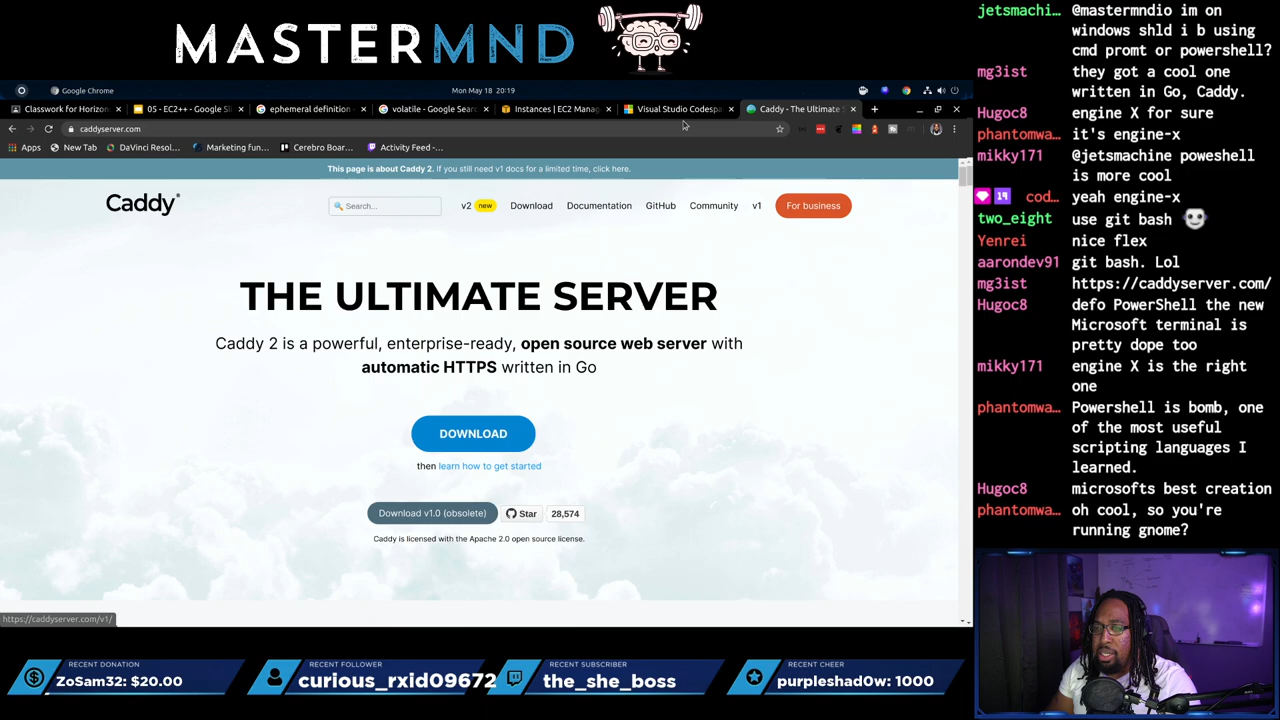 MASTERMND
Google Chrome
Mon May 18 20:19
Classwork for Horizon
05 - EC2++ - Google Sli
ephemeral definition -
volatile - Google Sear
Instances | EC2 Manag
Visual Studio Codespa
Caddy - The Ultimate S
caddyserver.com
Apps
New Tab
DaVinci Resol...
Marketing fun...
Cerebro Boar...
Activity Feed -...
This page is about Caddy 2. If you still need v1 docs for a limited time, click here.
Caddy
Search...
v2 new
Download
Documentation
GitHub
Community
v1
For business
THE ULTIMATE SERVER
Caddy 2 is a powerful, enterprise-ready, open source web server with
automatic HTTPS written in Go
DOWNLOAD
then learn how to get started
Download v1.0 (obsolete)
Star
28,574
Caddy is licensed with the Apache 2.0 open source license.
https://caddyserver.com/v1/
jetsmachi… @mastermndio im on
windows shld i b using
cmd promt or powershell?
mg3ist they got a cool one
written in Go, Caddy.
Hugoc8 engine X for sure
phantomwa… it's engine-x
mikky171 @jetsmachine poweshell
is more cool
19 cod… yeah engine-x
two_eight use git bash
Yenrei nice flex
aarondev91 git bash. Lol
mg3ist https://caddyserver.com/
Hugoc8 defo PowerShell the new
Microsoft terminal is
pretty dope too
mikky171 engine X is the right
one
phantomwa… Powershell is bomb, one
of the most useful
scripting languages I
learned.
Hugoc8 microsofts best creation
phantomwa… oh cool, so you're
running gnome?
RECENT DONATION
ZoSam32: $20.00
RECENT FOLLOWER
curious_rxid09672
RECENT SUBSCRIBER
the_she_boss
RECENT CHEER
purpleshad0w: 1000